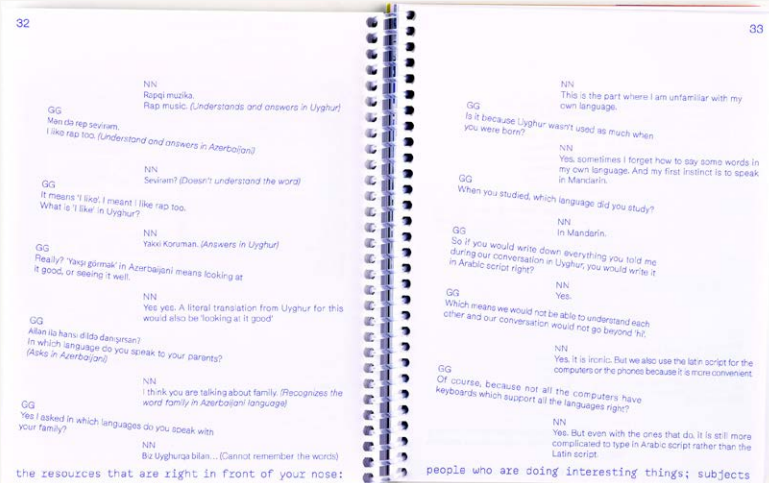 32
NN
Rəpqi muzika.
Rap music. (Understands and answers in Uyghur)
GG
Mən də rep sevirəm.
I like rap too. (Understand and answers in Azerbaijani)
NN
Sevirəm? (Doesn't understand the word)
GG
It means 'I like'. I meant I like rap too.
What is 'I like' in Uyghur?
NN
Yaxxi Koruman. (Answers in Uyghur)
GG
Really? 'Yaxşı görmək' in Azerbaijani means looking at
it good, or seeing it well.
NN
Yes yes. A literal translation from Uyghur for this
would also be 'looking at it good'
GG
Ailən ilə hansı dildə danışırsan?
In which language do you speak to your parents?
(Asks in Azerbaijani)
NN
I think you are talking about family. (Recognizes the
word family in Azerbaijani language)
GG
Yes I asked in which languages do you speak with
your family?
NN
Biz Uyghurqa bilan... (Cannot remember the words)
the resources that are right in front of your nose:
33
NN
This is the part where I am unfamiliar with my
own language.
GG
Is it because Uyghur wasn't used as much when
you were born?
NN
Yes, sometimes I forget how to say some words in
my own language. And my first instinct is to speak
in Mandarin.
GG
When you studied, which language did you study?
NN
In Mandarin.
GG
So if you would write down everything you told me
during our conversation in Uyghur, you would write it
in Arabic script right?
NN
Yes.
GG
Which means we would not be able to understand each
other and our conversation would not go beyond 'hi'.
NN
Yes, it is ironic. But we also use the latin script for the
computers or the phones because it is more convenient.
GG
Of course, because not all the computers have
keyboards which support all the languages right?
NN
Yes. But even with the ones that do, it is still more
complicated to type in Arabic script rather than the
Latin script.
people who are doing interesting things; subjects